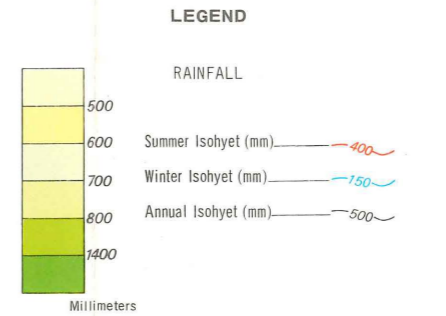 LEGEND
RAINFALL
500
600
700
800
1400
Millimeters
Summer Isohyet (mm) 400
Winter Isohyet (mm) 150
Annual Isohyet (mm) 500